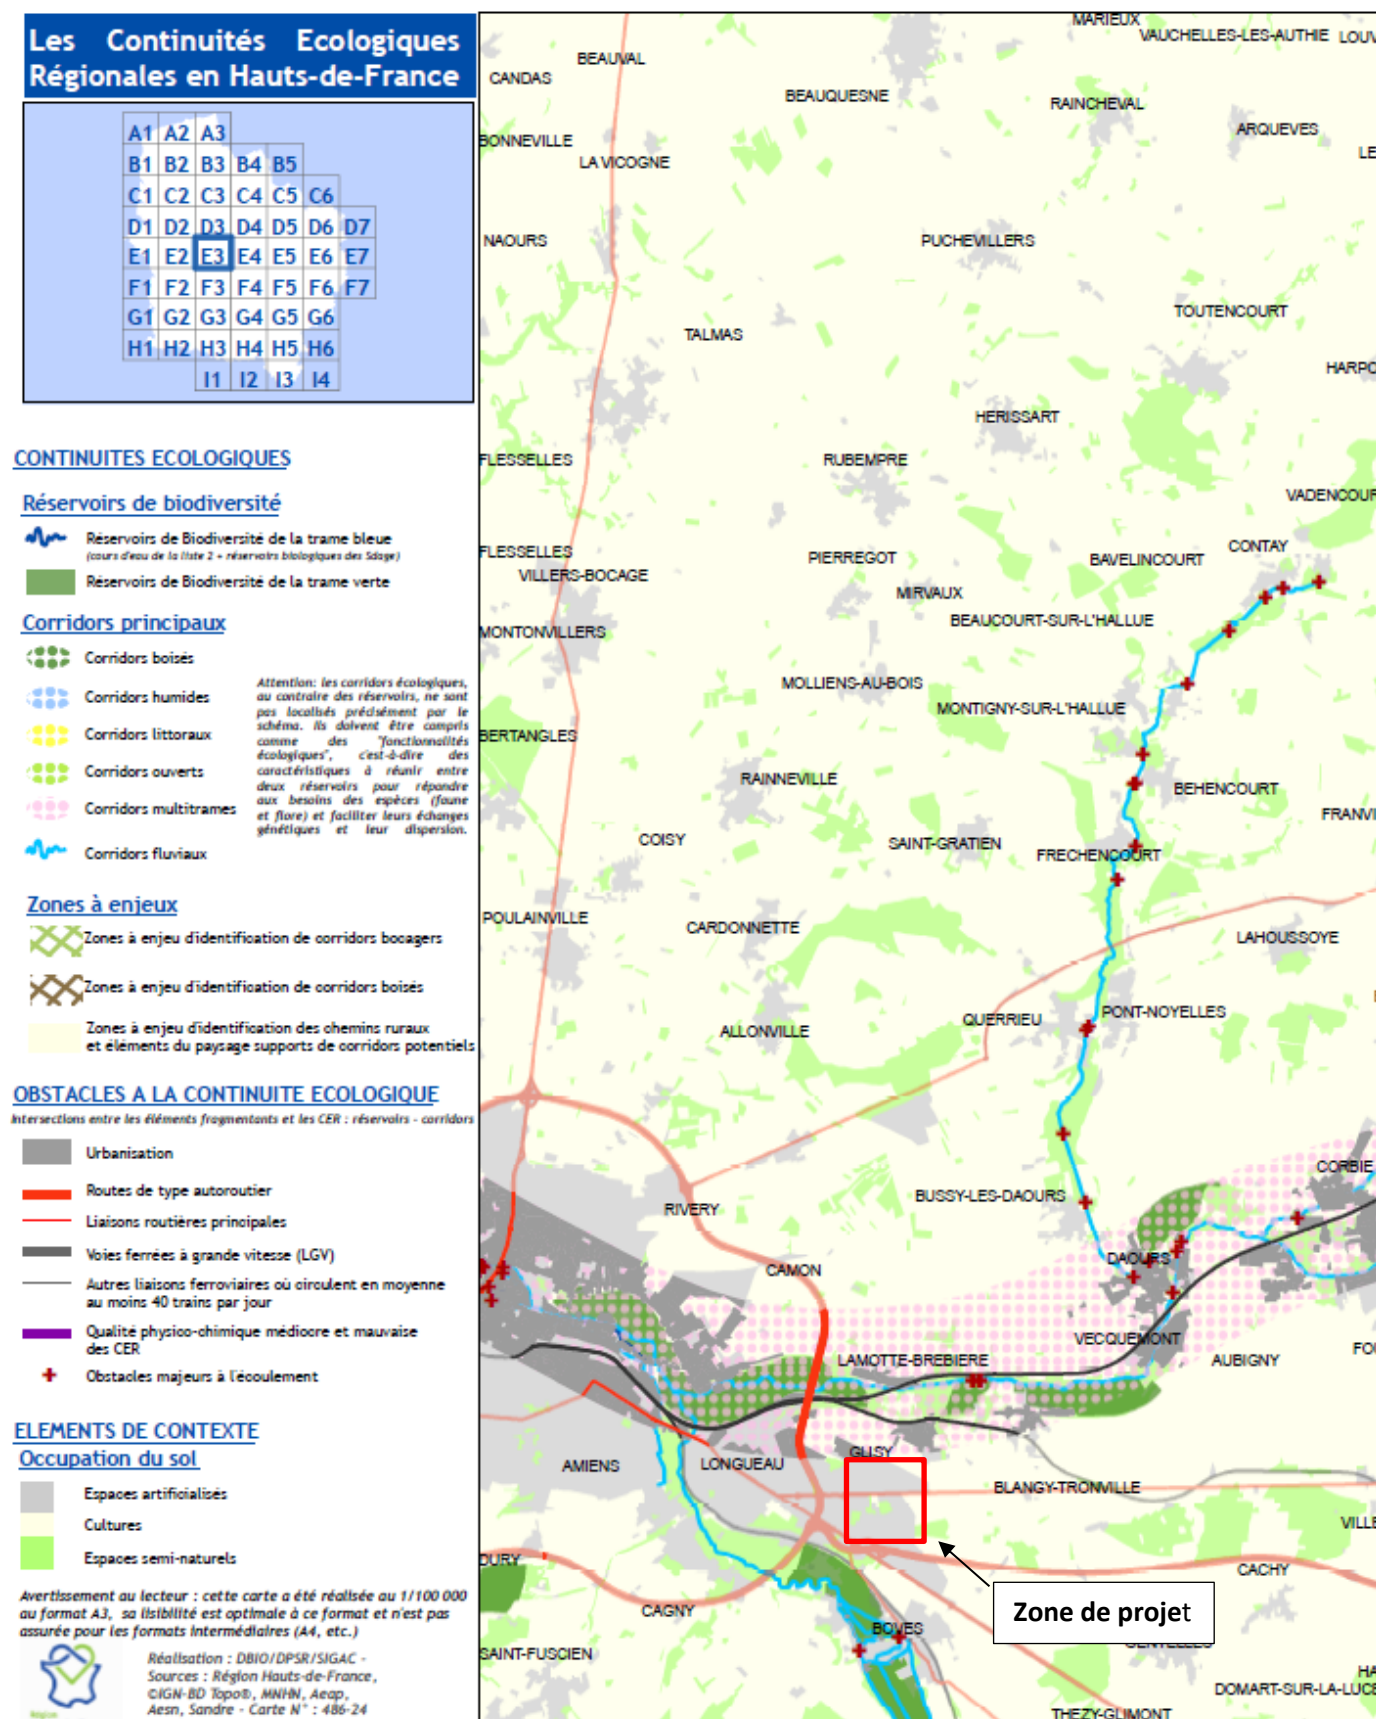 Les Continuités Ecologiques
Régionales en Hauts-de-France
A1 A2 A3
B1 B2 B3 B4 B5
C1 C2 C3 C4 C5 C6
D1 D2 D3 D4 D5 D6 D7
E1 E2 E3 E4 E5 E6 E7
F1 F2 F3 F4 F5 F6 F7
G1 G2 G3 G4 G5 G6
H1 H2 H3 H4 H5 H6
I1 I2 I3 I4
CONTINUITES ECOLOGIQUES
Réservoirs de biodiversité
Réservoirs de Biodiversité de la trame bleue
(cours d'eau de la liste 2 + réservoirs biologiques des Sdage)
Réservoirs de Biodiversité de la trame verte
Corridors principaux
Corridors boisés
Corridors humides
Corridors littoraux
Corridors ouverts
Corridors multitrames
Corridors fluviaux
Attention: les corridors écologiques,
au contraire des réservoirs, ne sont
pas localisés précisément par le
schéma. Ils doivent être compris
comme des "fonctionnalités
écologiques", c'est-à-dire des
caractéristiques à réunir entre
deux réservoirs pour répondre
aux besoins des espèces (faune
et flore) et faciliter leurs échanges
génétiques et leur dispersion.
Zones à enjeux
Zones à enjeu d'identification de corridors bocagers
Zones à enjeu d'identification de corridors boisés
Zones à enjeu d'identification des chemins ruraux
et éléments du paysage supports de corridors potentiels
OBSTACLES A LA CONTINUITE ECOLOGIQUE
Intersections entre les éléments fragmentants et les CER : réservoirs - corridors
Urbanisation
Routes de type autoroutier
Liaisons routières principales
Voies ferrées à grande vitesse (LGV)
Autres liaisons ferroviaires où circulent en moyenne
au moins 40 trains par jour
Qualité physico-chimique médiocre et mauvaise
des CER
Obstacles majeurs à l'écoulement
ELEMENTS DE CONTEXTE
Occupation du sol
Espaces artificialisés
Cultures
Espaces semi-naturels
Avertissement au lecteur : cette carte a été réalisée au 1/100 000
au format A3, sa lisibilité est optimale à ce format et n'est pas
assurée pour les formats intermédiaires (A4, etc.)
Réalisation : DBIO/DPSR/SIGAC -
Sources : Région Hauts-de-France,
©IGN-BD Topo®, MNHN, Aeap,
Aesn, Sandre - Carte N° : 486-24
Région
MARIEUX
VAUCHELLES-LES-AUTHIE LOUV
BEAUVAL
CANDAS
BEAUQUESNE
RAINCHEVAL
ARQUEVES
BONNEVILLE
LA VICOGNE
LE
NAOURS
PUCHEVILLERS
TOUTENCOURT
TALMAS
HARPO
HERISSART
FLESSELLES
RUBEMPRE
VADENCOUR
FLESSELLES
VILLERS-BOCAGE
PIERREGOT
BAVELINCOURT
CONTAY
MIRVAUX
BEAUCOURT-SUR-L'HALLUE
MONTONVILLERS
MOLLIENS-AU-BOIS
MONTIGNY-SUR-L'HALLUE
BERTANGLES
RAINNEVILLE
BEHENCOURT
FRANVI
COISY
SAINT-GRATIEN
FRECHENCOURT
POULAINVILLE
CARDONNETTE
LAHOUSSOYE
ALLONVILLE
QUERRIEU
PONT-NOYELLES
CORBIE
BUSSY-LES-DAOURS
RIVERY
DAOURS
CAMON
VECQUEMONT
LAMOTTE-BREBIERE
AUBIGNY
FOU
GLISY
AMIENS
LONGUEAU
BLANGY-TRONVILLE
VILLE
DURY
CACHY
Zone de projet
CAGNY
BOVES
GENTELLES
SAINT-FUSCIEN
HA
DOMART-SUR-LA-LUCE
THEZY-GLIMONT